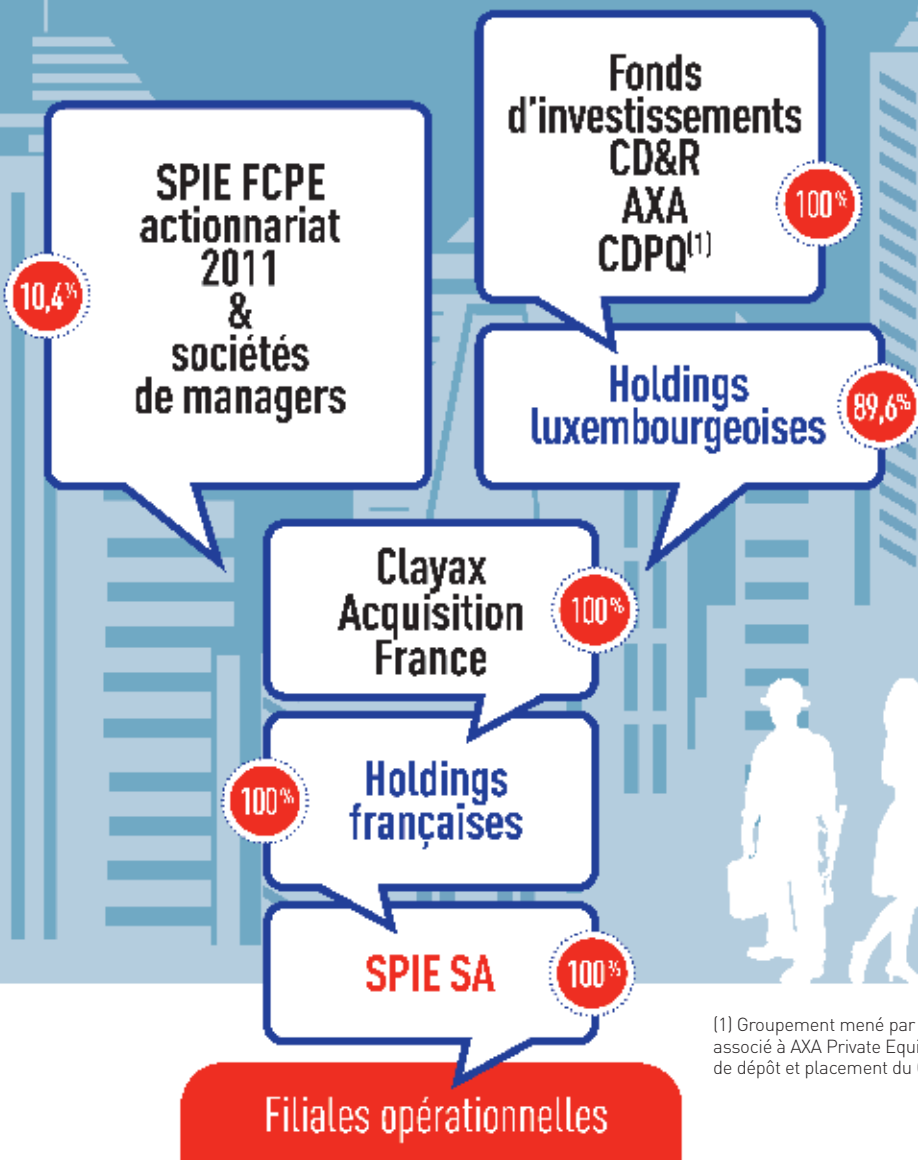 Fonds
d'investissements
CD&R
AXA
CDPQ(1)
100%
SPIE FCPE
actionnariat
2011
&
sociétés
de managers
10,4%
Holdings
luxembourgeoises
89,6%
Clayax
Acquisition
France
100%
Holdings
françaises
100%
SPIE SA
100%
(1) Groupement mené par
associé à AXA Private
de dépôt et placement du
Filiales opérationnelles